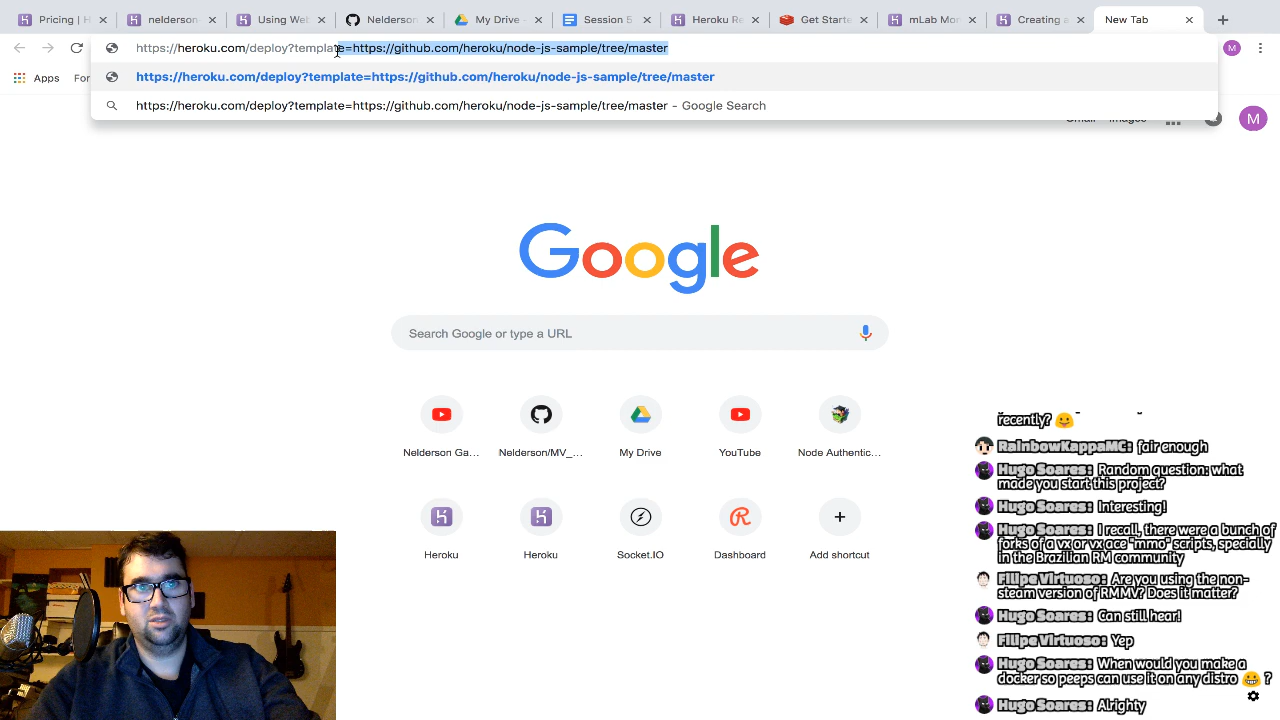 Pricing | H
nelderson-
Using Wel
Nelderson
My Drive -
Session 5
Heroku Re
Get Starte
mLab Mon
Creating a
New Tab
https://heroku.com/deploy?template=https://github.com/heroku/node-js-sample/tree/master
M
Apps
For
https://heroku.com/deploy?template=https://github.com/heroku/node-js-sample/tree/master
https://heroku.com/deploy?template=https://github.com/heroku/node-js-sample/tree/master - Google Search
Gmail Images
M
Google
Search Google or type a URL
Nelderson Ga...
Nelderson/MV_...
My Drive
YouTube
Node Authentic...
Heroku
Heroku
Socket.IO
Dashboard
Add shortcut
recently?
RainbowKappaMC: fair enough
Hugo Soares: Random question: what
made you start this project?
Hugo Soares: Interesting!
Hugo Soares: I recall, there were a bunch of
forks of a vx or vx ace "mmo" scripts, specially
in the Brazilian RM community
Filipe Virtuoso: Are you using the non-
steam version of RMMV? Does it matter?
Hugo Soares: Can still hear!
Filipe Virtuoso: Yep
Hugo Soares: When would you make a
docker so peeps can use it on any distro ?
Hugo Soares: Alrighty